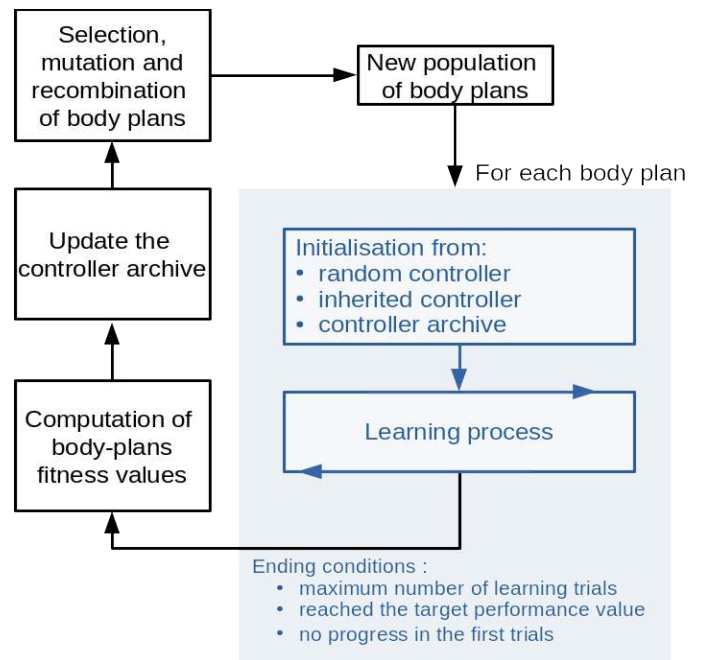 Selection,
mutation and
recombination
of body plans
New population
of body plans
For each body plan
Update the
controller archive
Initialisation from:
• random controller
• inherited controller
• controller archive
Learning process
Computation of
body-plans
fitness values
Ending conditions :
• maximum number of learning trials
• reached the target performance value
• no progress in the first trials